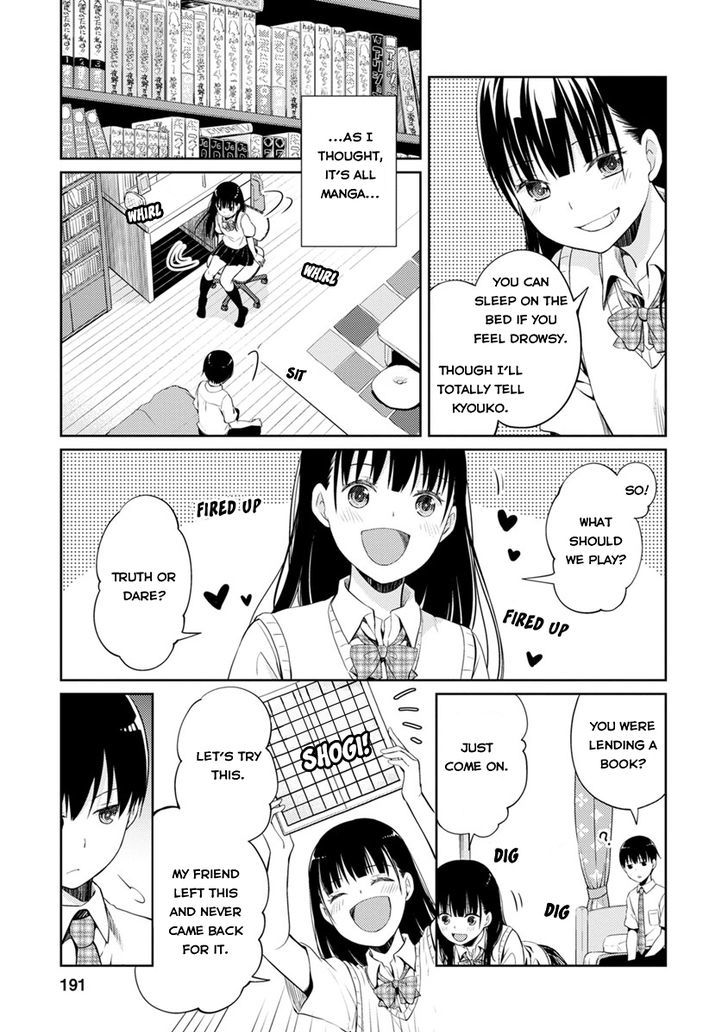 YOU CAN
SLEEP ON
THE
BED IF YOU
FEEL DROWSY.
THOUGH I'LL
TOTALLY TELL
KYOUKO.
...AS I
THOUGHT,
IT'S ALL
MANGA...
WHIRL
WHIRL
SIT
SO!
WHAT
SHOULD
WE PLAY?
FIRED UP
FIRED UP
TRUTH OR
DARE?
YOU WERE
LENDING A
BOOK?
?
JUST
COME ON.
DIG
DIG
SHOGI!
LET'S TRY
THIS.
MY FRIEND
LEFT THIS
AND NEVER
CAME BACK
FOR IT.
191